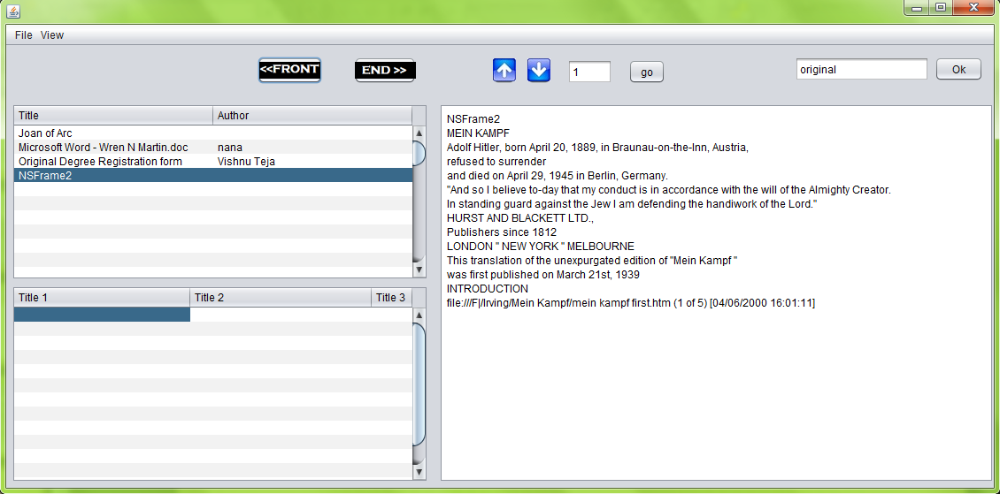 File View
<<FRONT END >> 1 go original Ok
Title Author
Joan of Arc
Microsoft Word - Wren N Martin.doc nana
Original Degree Registration form Vishnu Teja
NSFrame2
Title 1 Title 2 Title 3
NSFrame2
MEIN KAMPF
Adolf Hitler, born April 20, 1889, in Braunau-on-the-Inn, Austria,
refused to surrender
and died on April 29, 1945 in Berlin, Germany.
"And so I believe to-day that my conduct is in accordance with the will of the Almighty Creator.
In standing guard against the Jew I am defending the handiwork of the Lord."
HURST AND BLACKETT LTD.,
Publishers since 1812
LONDON " NEW YORK " MELBOURNE
This translation of the unexpurgated edition of "Mein Kampf "
was first published on March 21st, 1939
INTRODUCTION
file:///F|/Irving/Mein Kampf/mein kampf first.htm (1 of 5) [04/06/2000 16:01:11]